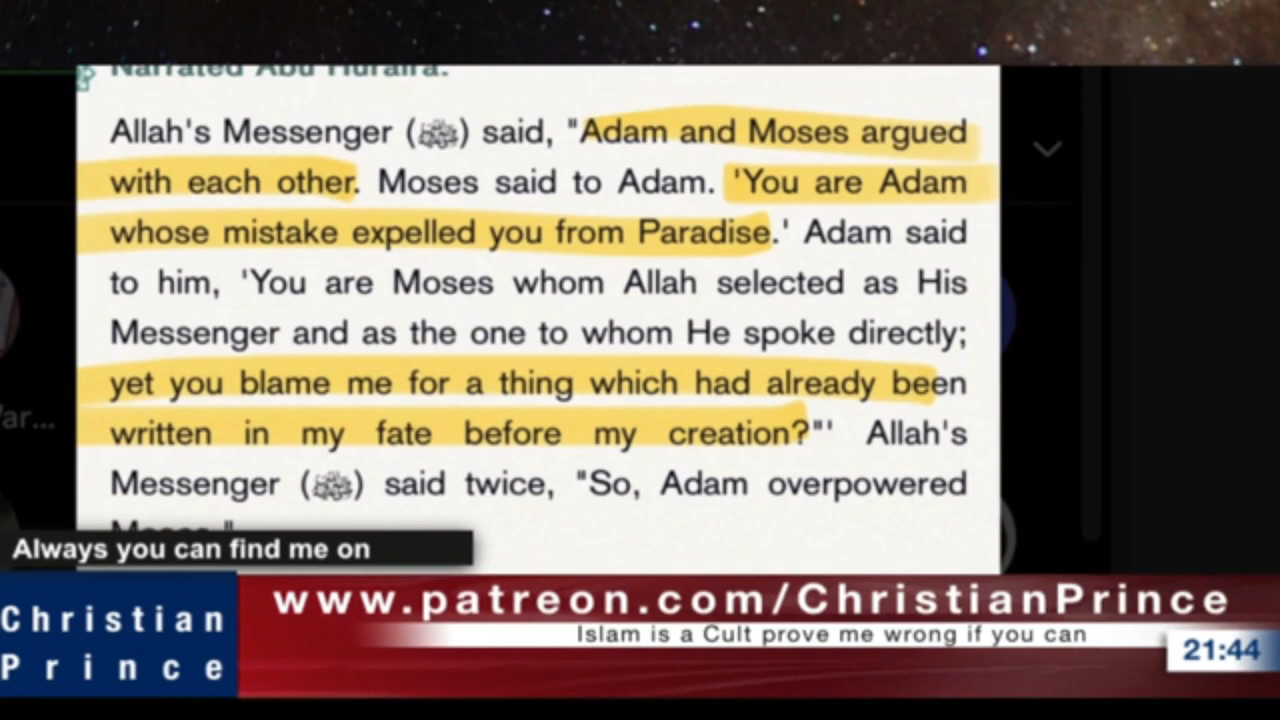 Narrated Abu Huraira:
Allah's Messenger (ﷺ) said, "Adam and Moses argued
with each other. Moses said to Adam. 'You are Adam
whose mistake expelled you from Paradise.' Adam said
to him, 'You are Moses whom Allah selected as His
Messenger and as the one to whom He spoke directly;
yet you blame me for a thing which had already been
written in my fate before my creation?"' Allah's
Messenger (ﷺ) said twice, "So, Adam overpowered
Moses."
ar...
Always you can find me on
Christian
Prince
www.patreon.com/ChristianPrince
Islam is a Cult prove me wrong if you can
21:44